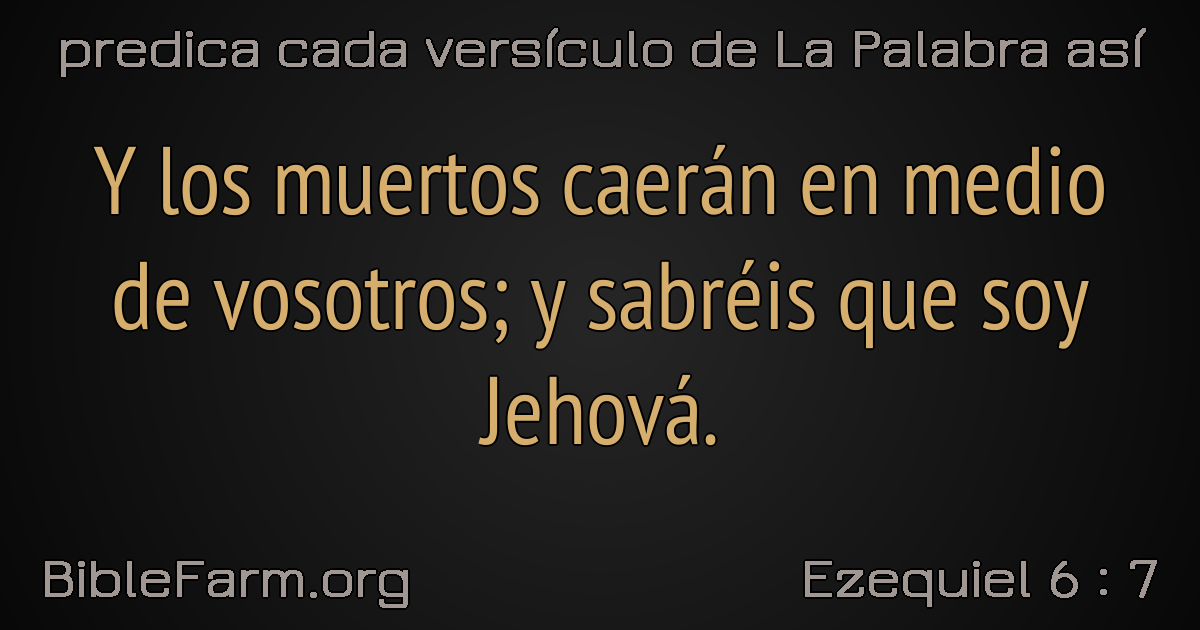 predica cada versículo de La Palabra así
Y los muertos caerán en medio
de vosotros; y sabréis que soy
Jehová.
BibleFarm.org
Ezequiel 6 : 7